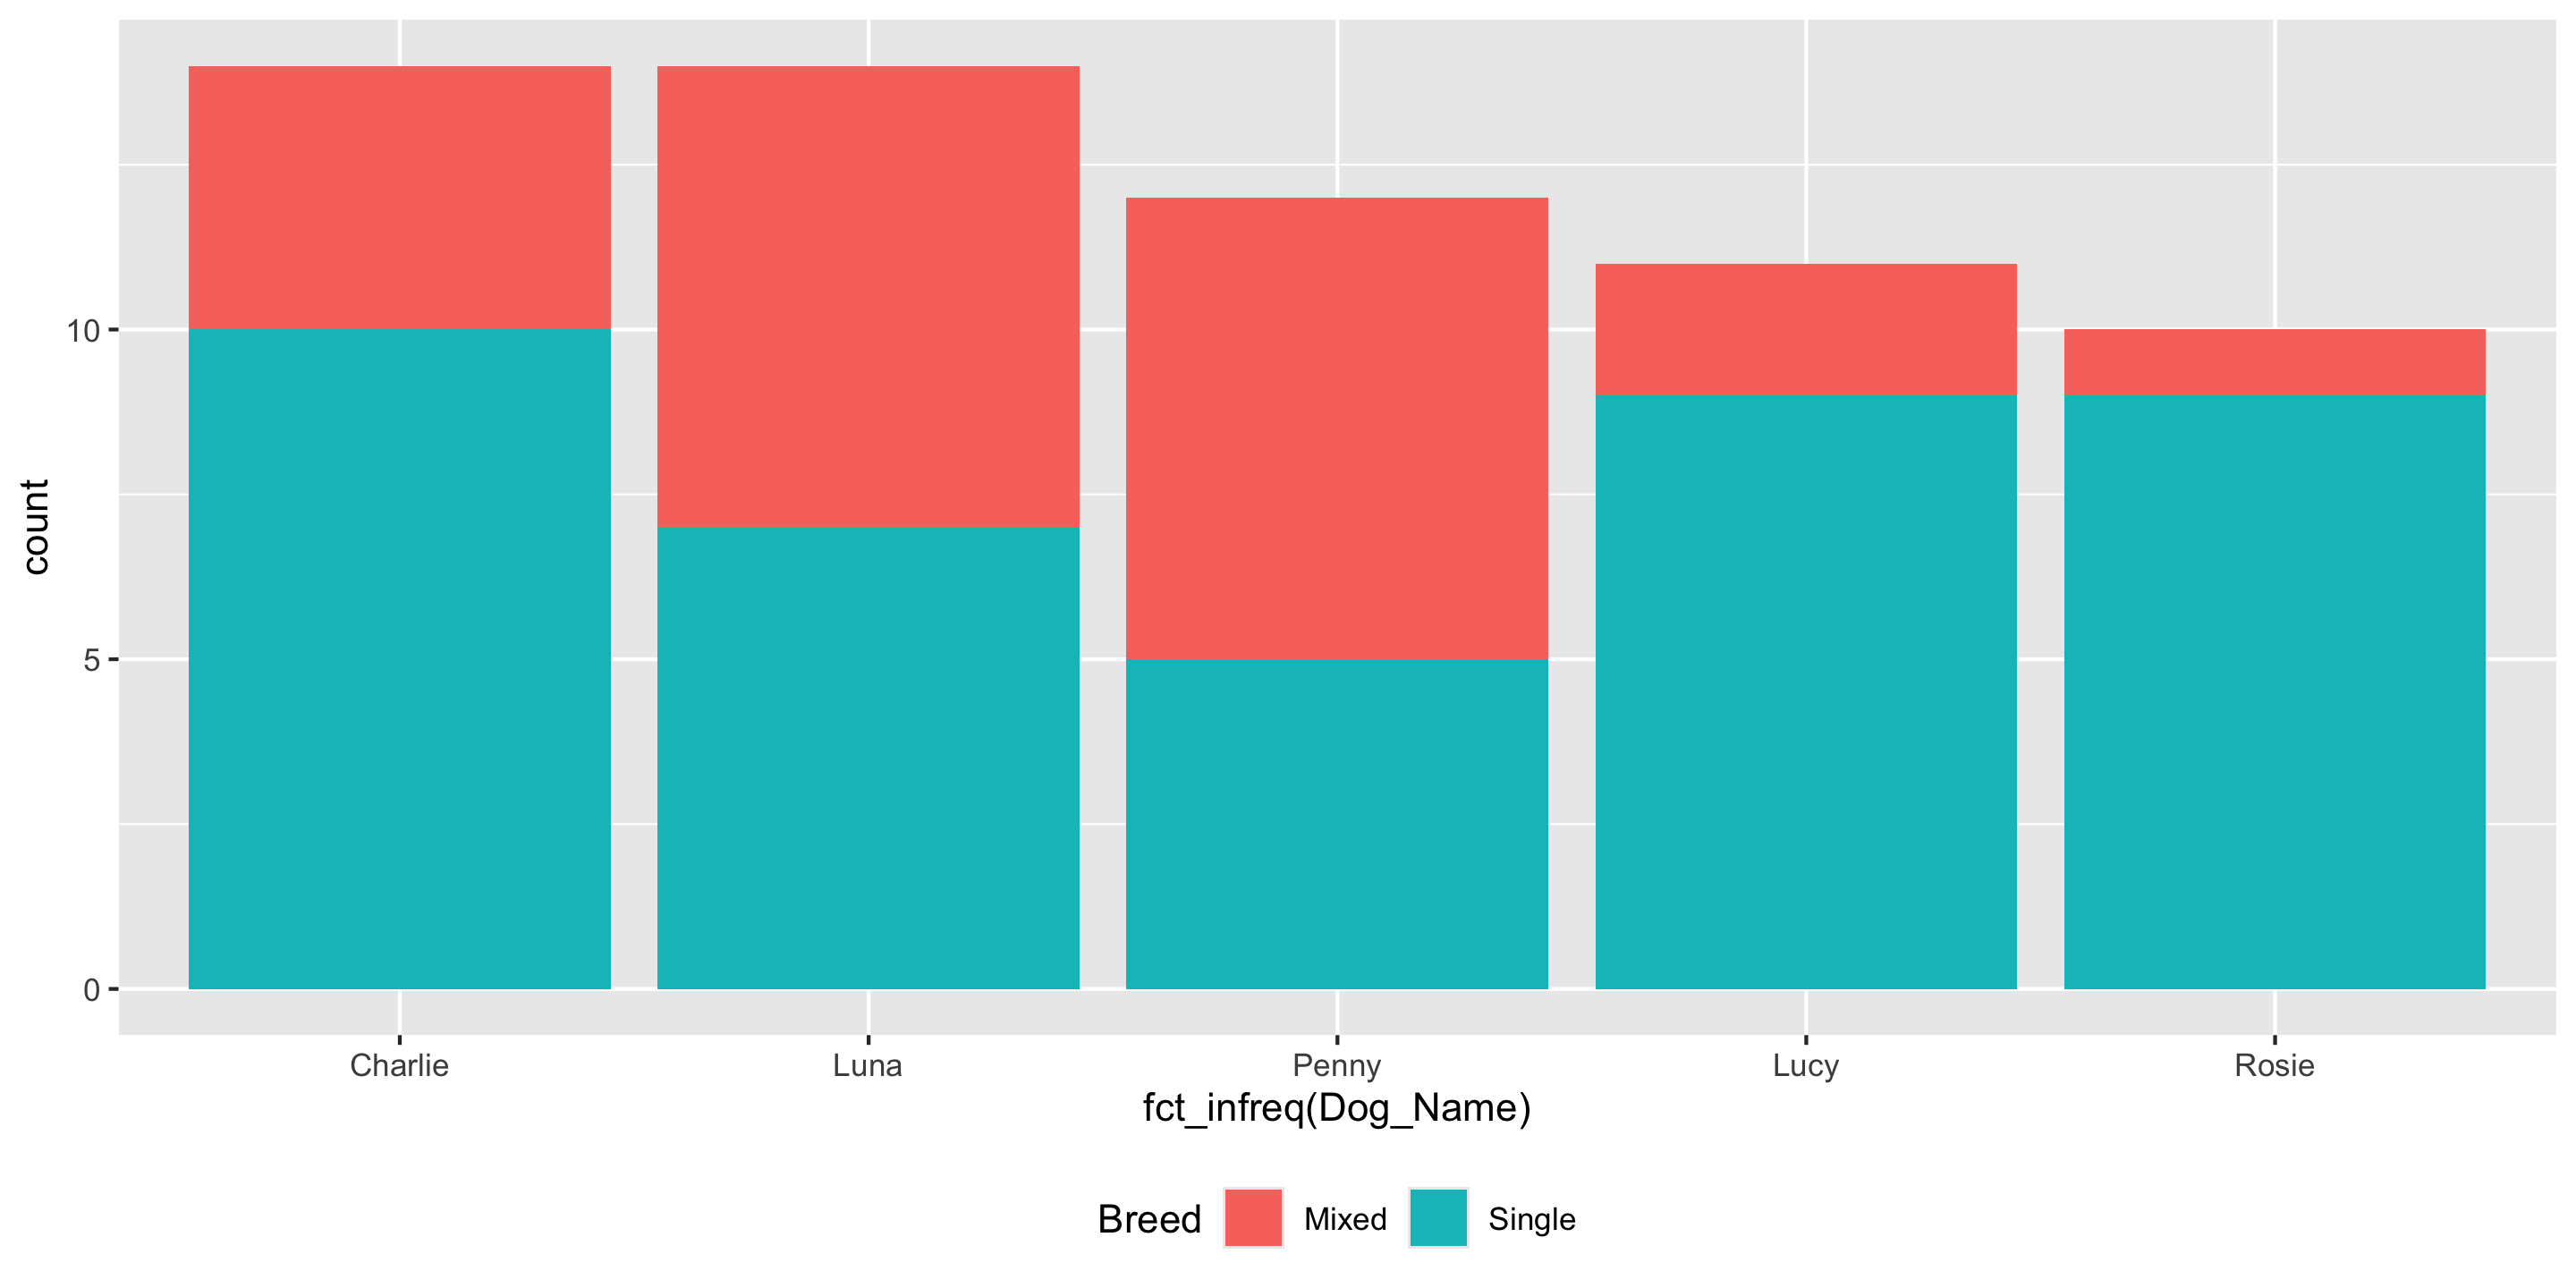 count
10
5
0
Charlie Luna Penny Lucy Rosie
fct_infreq(Dog_Name)
Breed Mixed Single